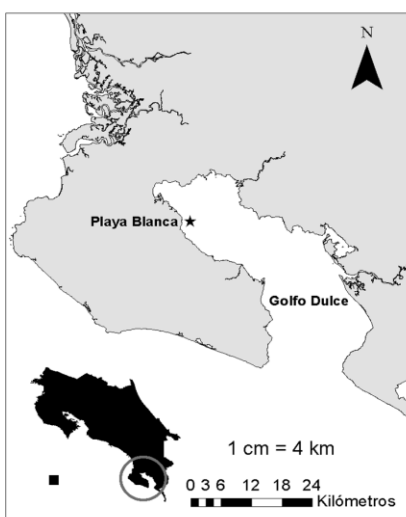 N
Playa Blanca
Golfo Dulce
1 cm = 4 km
0 3 6 12 18 24
Kilómetros